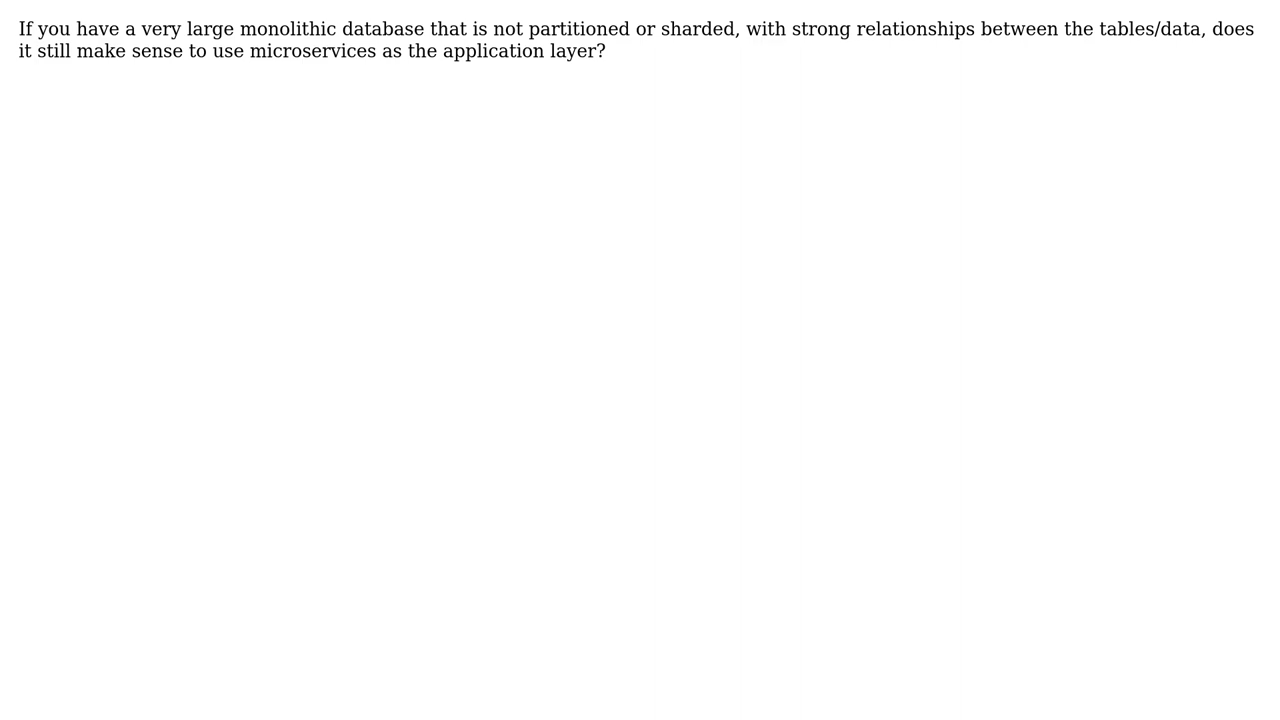 If you have a very large monolithic database that is not partitioned or sharded, with strong relationships between the tables/data, does
it still make sense to use microservices as the application layer?